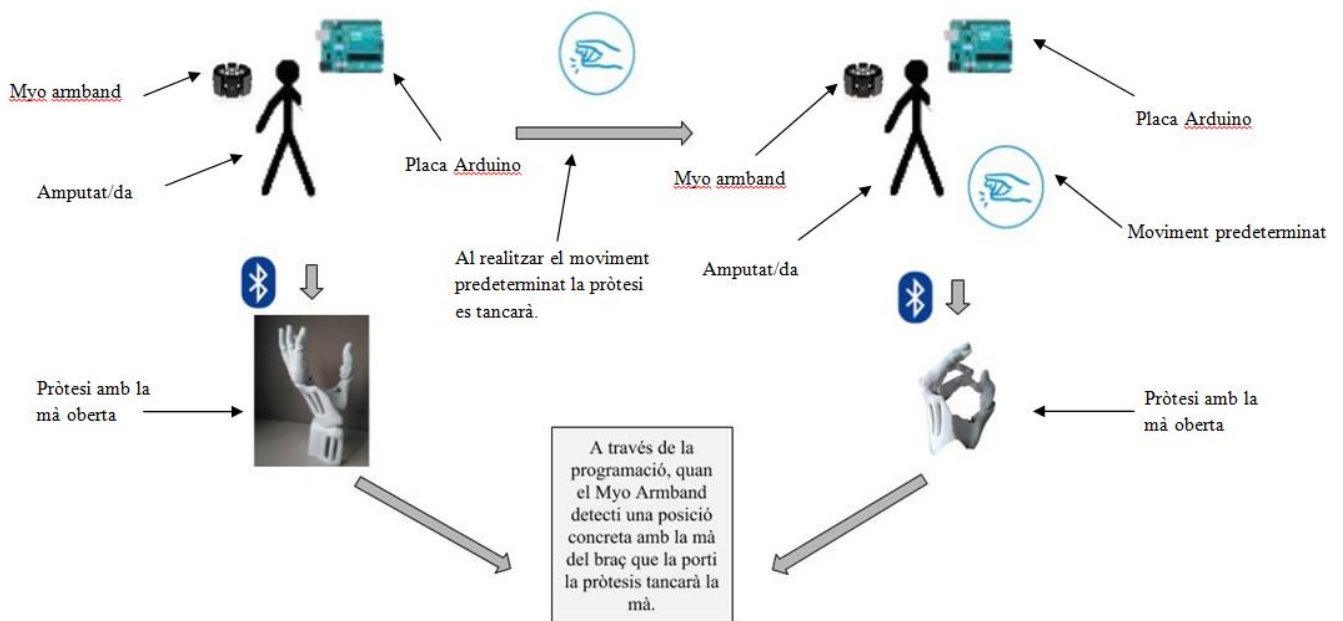 Myo armband
Amputat/da
Placa Arduino
Al realitzar el moviment
predeterminat la pròtesi
es tancarà.
Myo armband
Amputat/da
Placa Arduino
Moviment predeterminat
Pròtesi amb la
mà oberta
A través de la
programació, quan
el Myo Armband
detecti una posició
concreta amb la mà
del braç que la porti
la pròtesis tancarà la
mà.
Pròtesi amb la
mà oberta